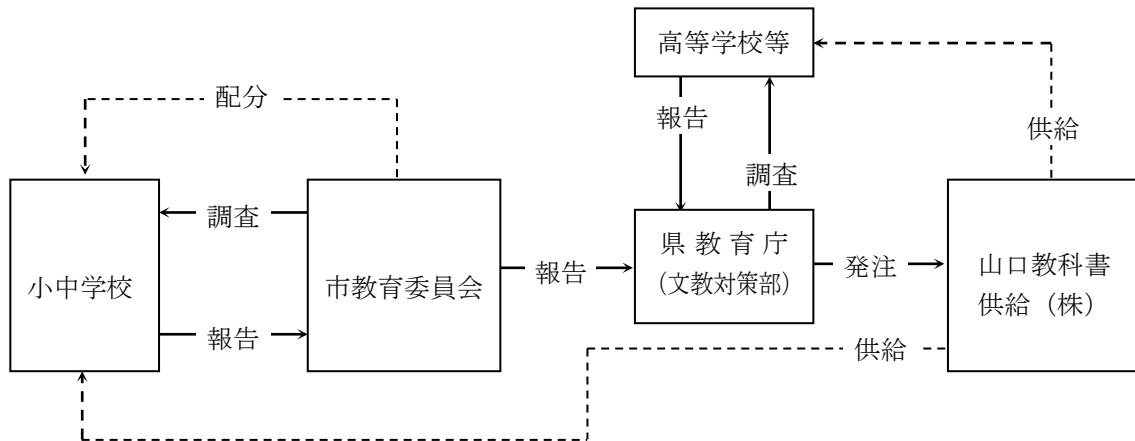 高等学校等
配分
報告
供給
調査
調査
県教育庁
(文教対策部)
小中学校
市教育委員会
報告
発注
山口教科書
供給（株）
報告
供給